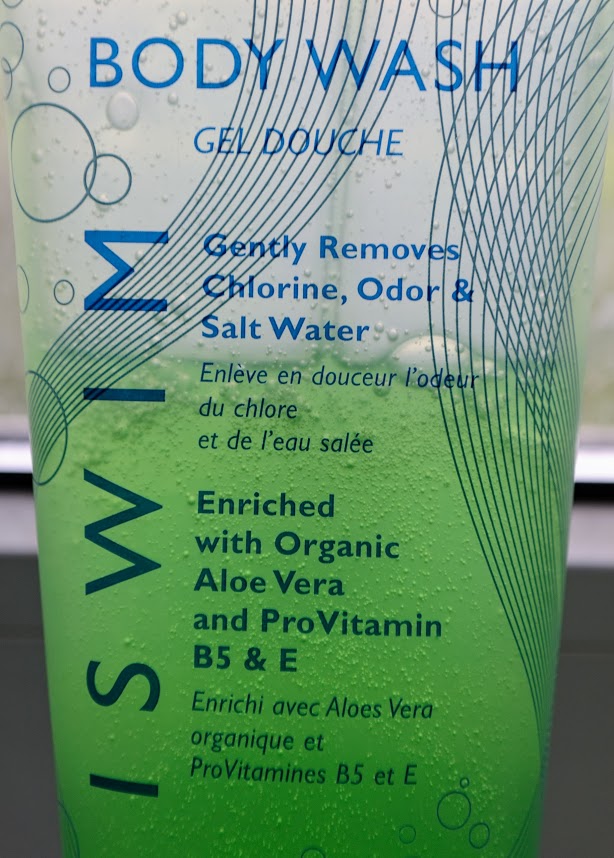 BODY WASH
GEL DOUCHE
I SWIM
Gently Removes
Chlorine, Odor &
Salt Water
Enlève en douceur l'odeur
du chlore
et de l'eau salée
Enriched
with Organic
Aloe Vera
and ProVitamin
B5 & E
Enrichi avec Aloes Vera
organique et
ProVitamines B5 et E